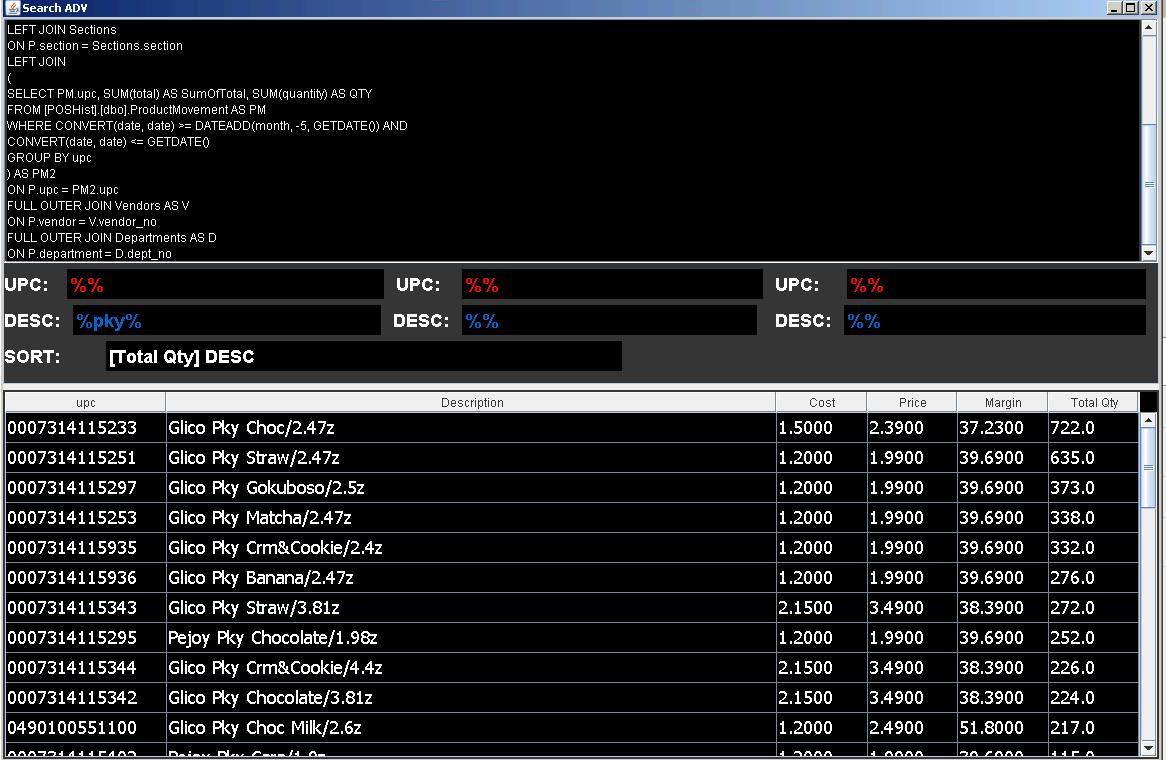 Search ADV
LEFT JOIN Sections
ON P.section = Sections.section
LEFT JOIN
(
SELECT PM.upc, SUM(total) AS SumOfTotal, SUM(quantity) AS QTY
FROM [POSHist].[dbo].ProductMovement AS PM
WHERE CONVERT(date, date) >= DATEADD(month, -5, GETDATE()) AND
CONVERT(date, date) <= GETDATE()
GROUP BY upc
) AS PM2
ON P.upc = PM2.upc
FULL OUTER JOIN Vendors AS V
ON P.vendor = V.vendor_no
FULL OUTER JOIN Departments AS D
ON P.department = D.dept_no
UPC: %% UPC: %% UPC: %%
DESC: %pky% DESC: %% DESC: %%
SORT: [Total Qty] DESC
upc Description Cost Price Margin Total Qty
0007314115233 Glico Pky Choc/2.47z 1.5000 2.3900 37.2300 722.0
0007314115251 Glico Pky Straw/2.47z 1.2000 1.9900 39.6900 635.0
0007314115297 Glico Pky Gokuboso/2.5z 1.2000 1.9900 39.6900 373.0
0007314115253 Glico Pky Matcha/2.47z 1.2000 1.9900 39.6900 338.0
0007314115935 Glico Pky Crm&Cookie/2.4z 1.2000 1.9900 39.6900 332.0
0007314115936 Glico Pky Banana/2.47z 1.2000 1.9900 39.6900 276.0
0007314115343 Glico Pky Straw/3.81z 2.1500 3.4900 38.3900 272.0
0007314115295 Pejoy Pky Chocolate/1.98z 1.2000 1.9900 39.6900 252.0
0007314115344 Glico Pky Crm&Cookie/4.4z 2.1500 3.4900 38.3900 226.0
0007314115342 Glico Pky Chocolate/3.81z 2.1500 3.4900 38.3900 224.0
0490100551100 Glico Pky Choc Milk/2.6z 1.2000 2.4900 51.8000 217.0